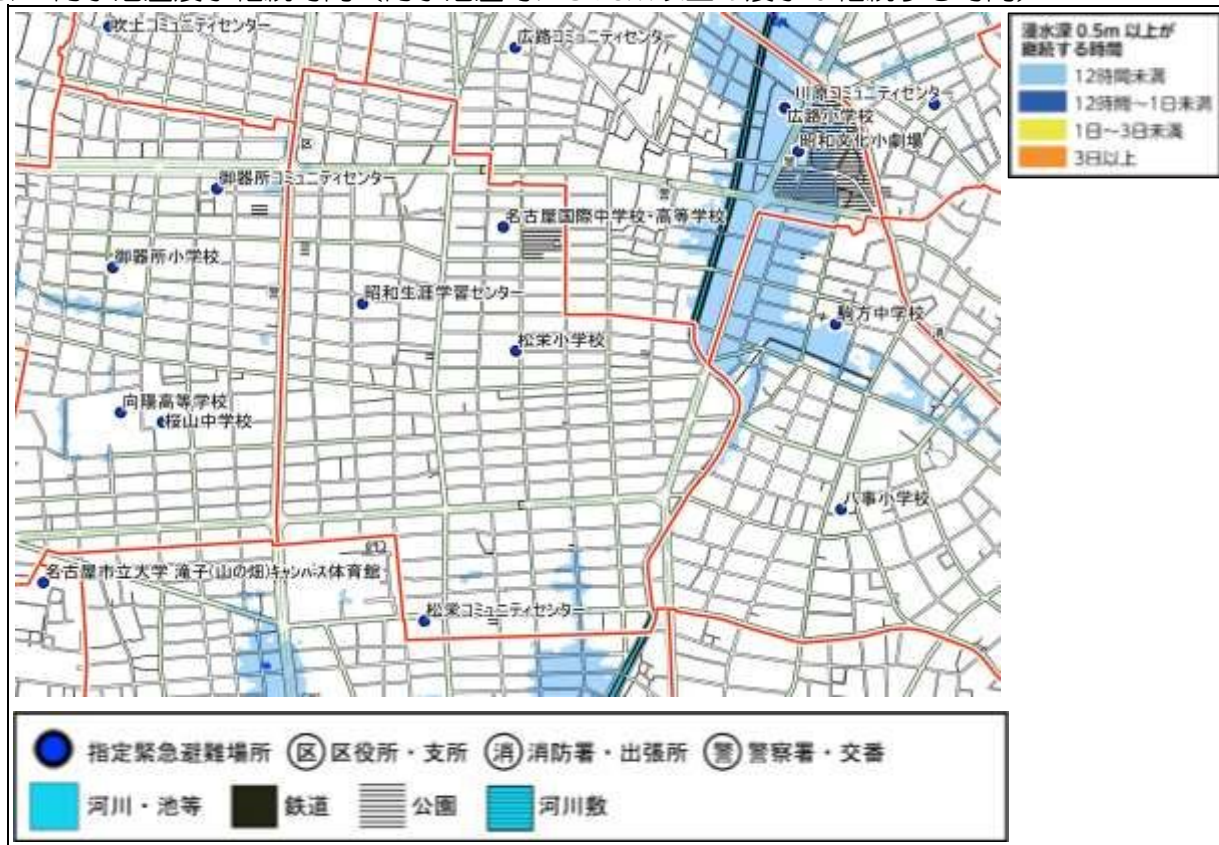 吹上コミュニティセンター
広路コミュニティセンター
川原コミュニティセンター
広路小学校
昭和文化小劇場
区
御器所コミュニティセンター
名古屋国際中学校・高等学校
御器所小学校
昭和生涯学習センター
駒方中学校
松栄小学校
向陽高等学校
桜山中学校
八事小学校
名古屋市立大学 滝子(山の畑)キャンパス体育館
松栄コミュニティセンター
浸水深 0.5m 以上が
継続する時間
12時間未満
12時間～1日未満
1日～3日未満
3日以上
指定緊急避難場所 区 区役所・支所 消 消防署・出張所 警 警察署・交番
河川・池等 鉄道 公園 河川敷